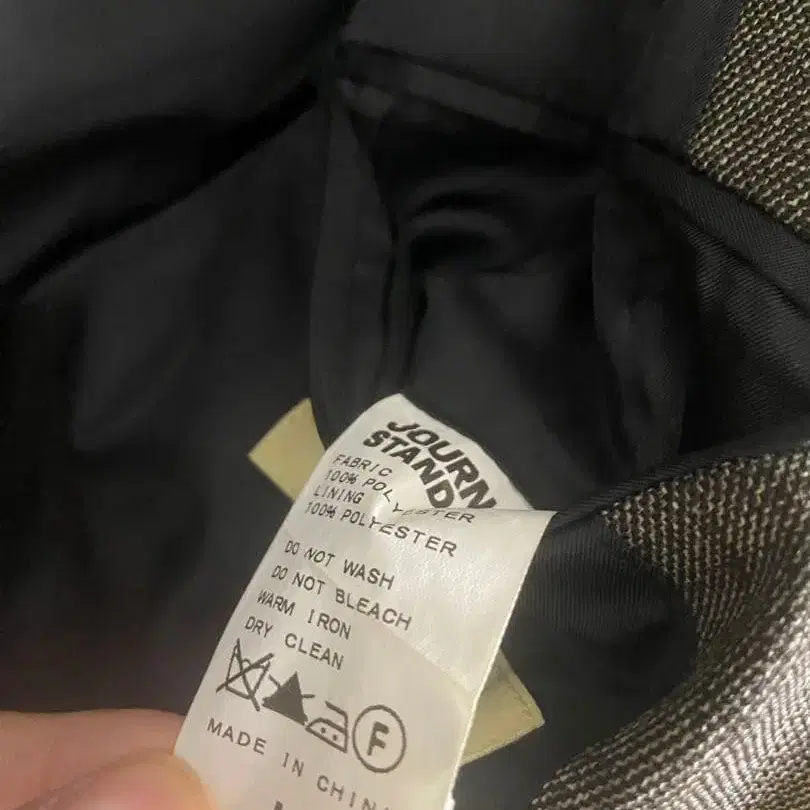 JOURN
STAND
FABRIC
100% POLYESTER
LINING
100% POLYESTER
DO NOT WASH
DO NOT BLEACH
WARM IRON
DRY CLEAN
F
MADE IN CHINA